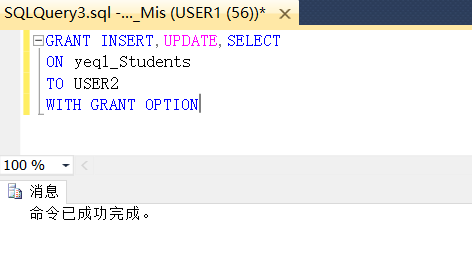 SQLQuery3.sql -..._Mis (USER1 (56))*
GRANT INSERT,UPDATE,SELECT
ON yeql_Students
TO USER2
WITH GRANT OPTION
100 %
消息
命令已成功完成。